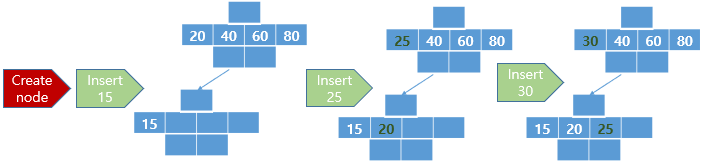 Create
node
Insert
15
20 40 60 80
15
Insert
25
25 40 60 80
15 20
Insert
30
30 40 60 80
15 20 25